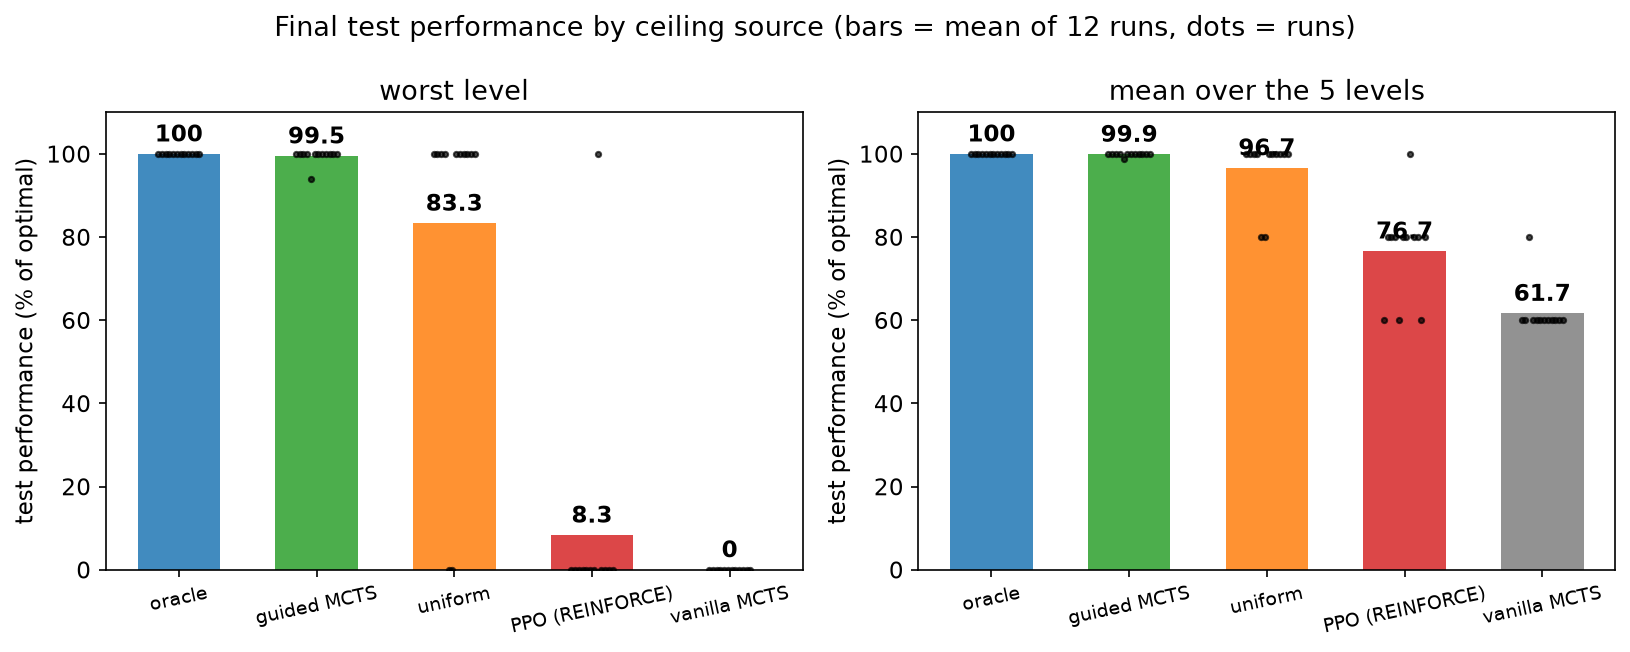 Final test performance by ceiling source (bars = mean of 12 runs, dots = runs)
worst level
test performance (% of optimal)
100
80
60
40
20
0
100
99.5
83.3
8.3
0
oracle
guided MCTS
uniform
PPO (REINFORCE)
vanilla MCTS
mean over the 5 levels
test performance (% of optimal)
100
80
60
40
20
0
100
99.9
96.7
76.7
61.7
oracle
guided MCTS
uniform
PPO (REINFORCE)
vanilla MCTS